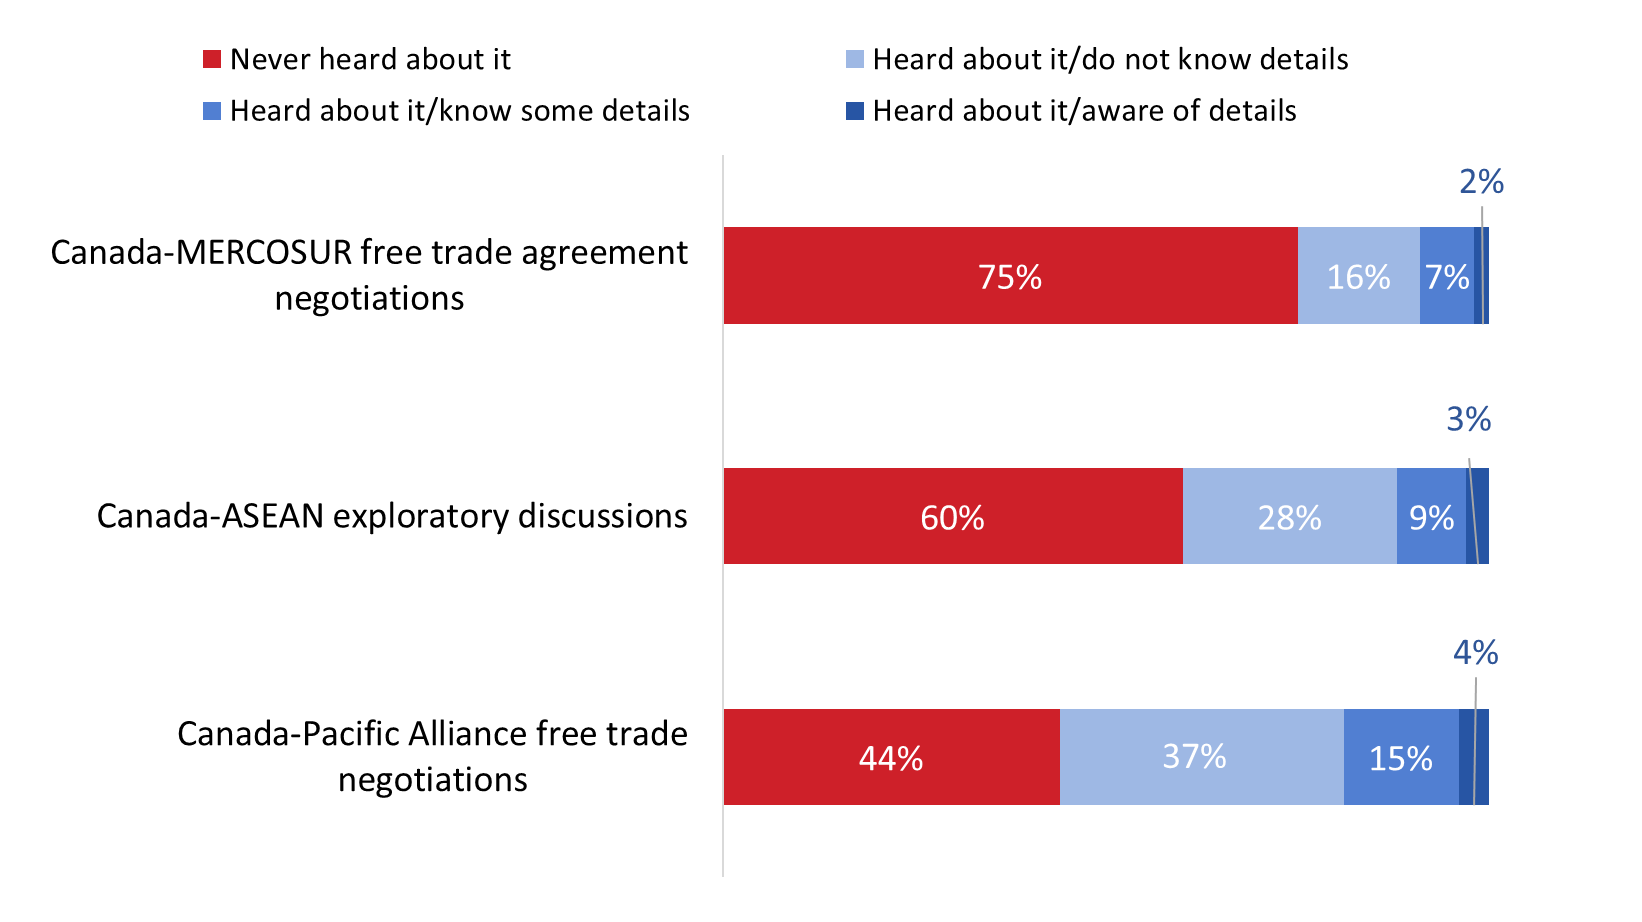 Never heard about it
Heard about it/do not know details
Heard about it/know some details
Heard about it/aware of details
2%
Canada-MERCOSUR free trade agreement
negotiations
75%
16%
7%
3%
Canada-ASEAN exploratory discussions
60%
28%
9%
4%
Canada-Pacific Alliance free trade
negotiations
44%
37%
15%